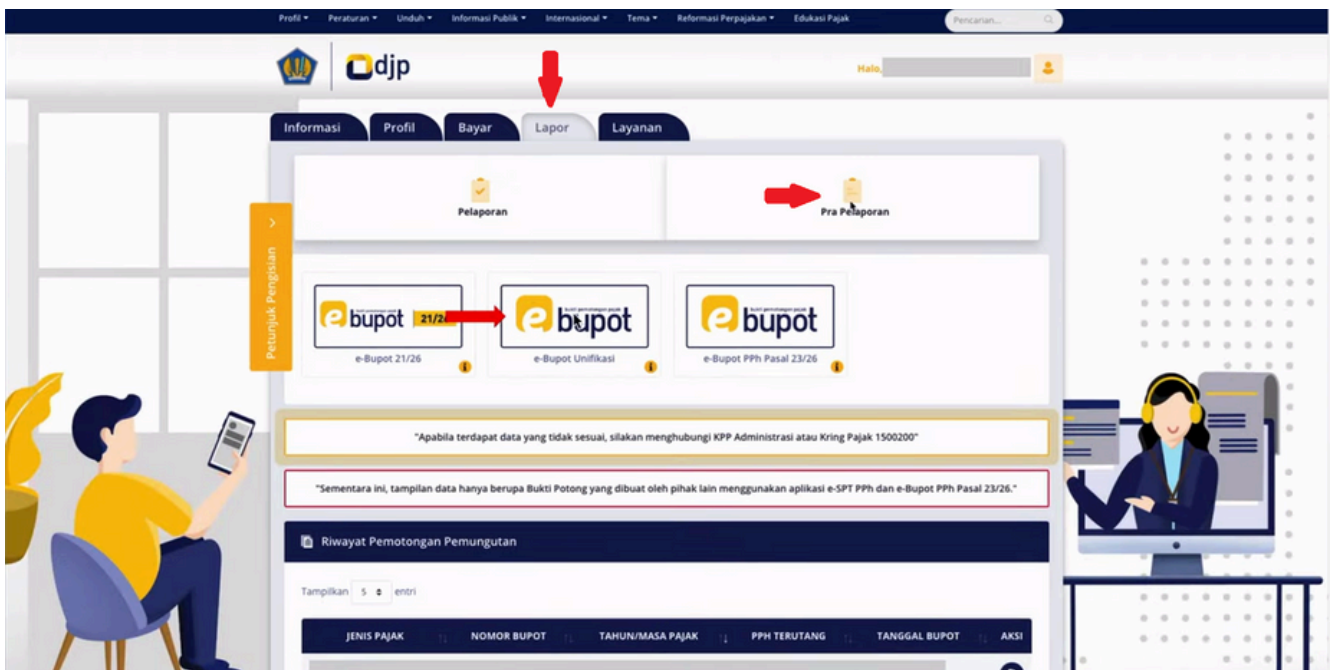 Profil Peraturan Unduh Informasi Publik Internasional Tema Reformasi Perpajakan Edukasi Pajak Pencarian...
djp
Halo,
Informasi Profil Bayar Lapor Layanan
Pelaporan Pra Pelaporan
Petunjuk Pengisian
e bupot 21/26
e bupot
e bupot
e-Bupot 21/26 e-Bupot Unifikasi e-Bupot PPh Pasal 23/26
"Apabila terdapat data yang tidak sesuai, silakan menghubungi KPP Administrasi atau Kring Pajak 1500200"
"Sementara ini, tampilan data hanya berupa Bukti Potong yang dibuat oleh pihak lain menggunakan aplikasi e-SPT PPh dan e-Bupot PPh Pasal 23/26."
Riwayat Pemotongan Pemungutan
Tampilkan 5 entri
JENIS PAJAK NOMOR BUPOT TAHUN/MASA PAJAK PPH TERUTANG TANGGAL BUPOT AKSI